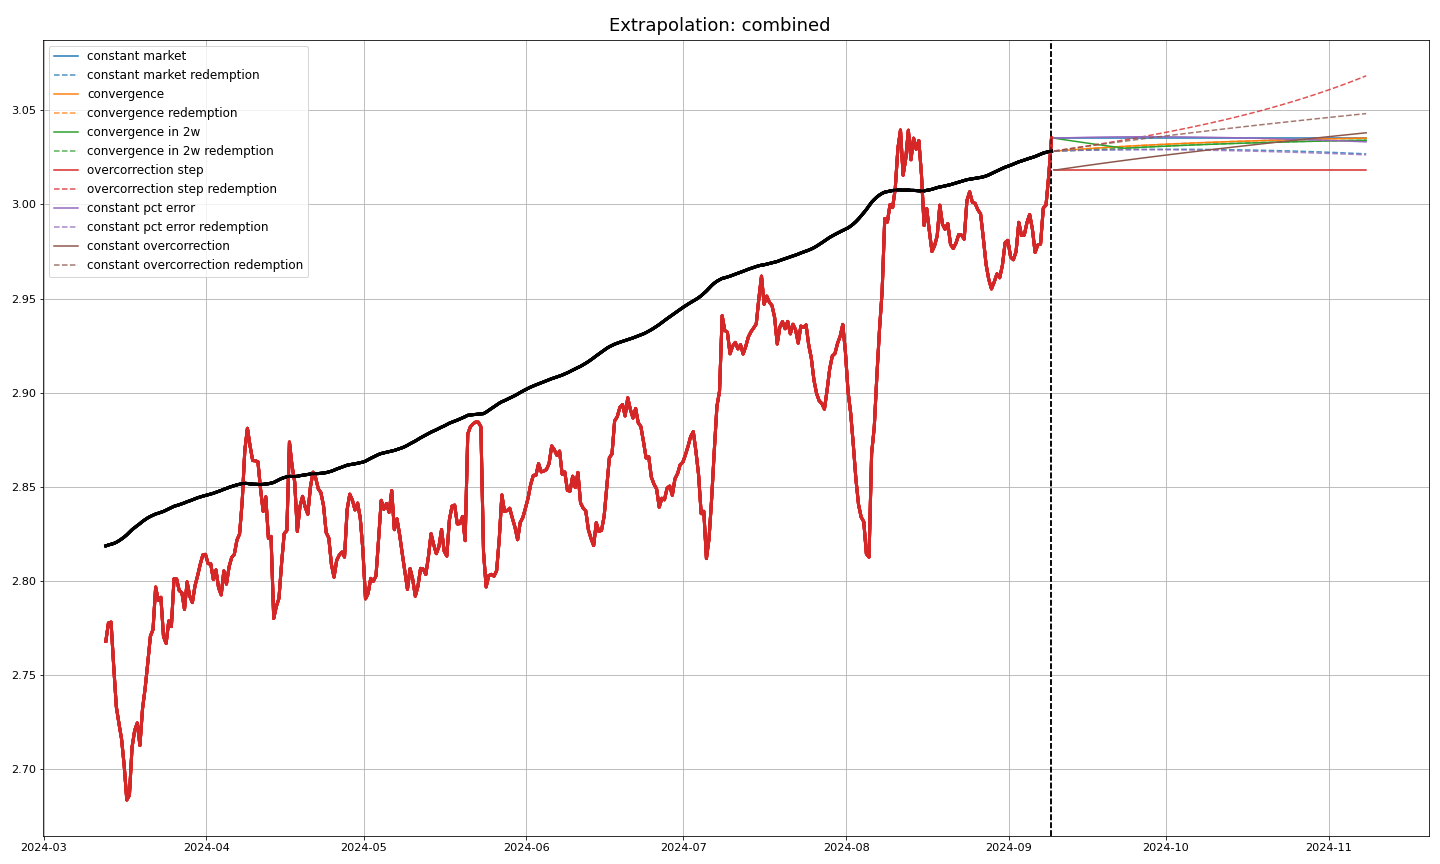 Extrapolation: combined
constant market
constant market redemption
convergence
convergence redemption
convergence in 2w
convergence in 2w redemption
overcorrection step
overcorrection step redemption
constant pct error
constant pct error redemption
constant overcorrection
constant overcorrection redemption
3.05
3.00
2.95
2.90
2.85
2.80
2.75
2.70
2024-03 2024-04 2024-05 2024-06 2024-07 2024-08 2024-09 2024-10 2024-11